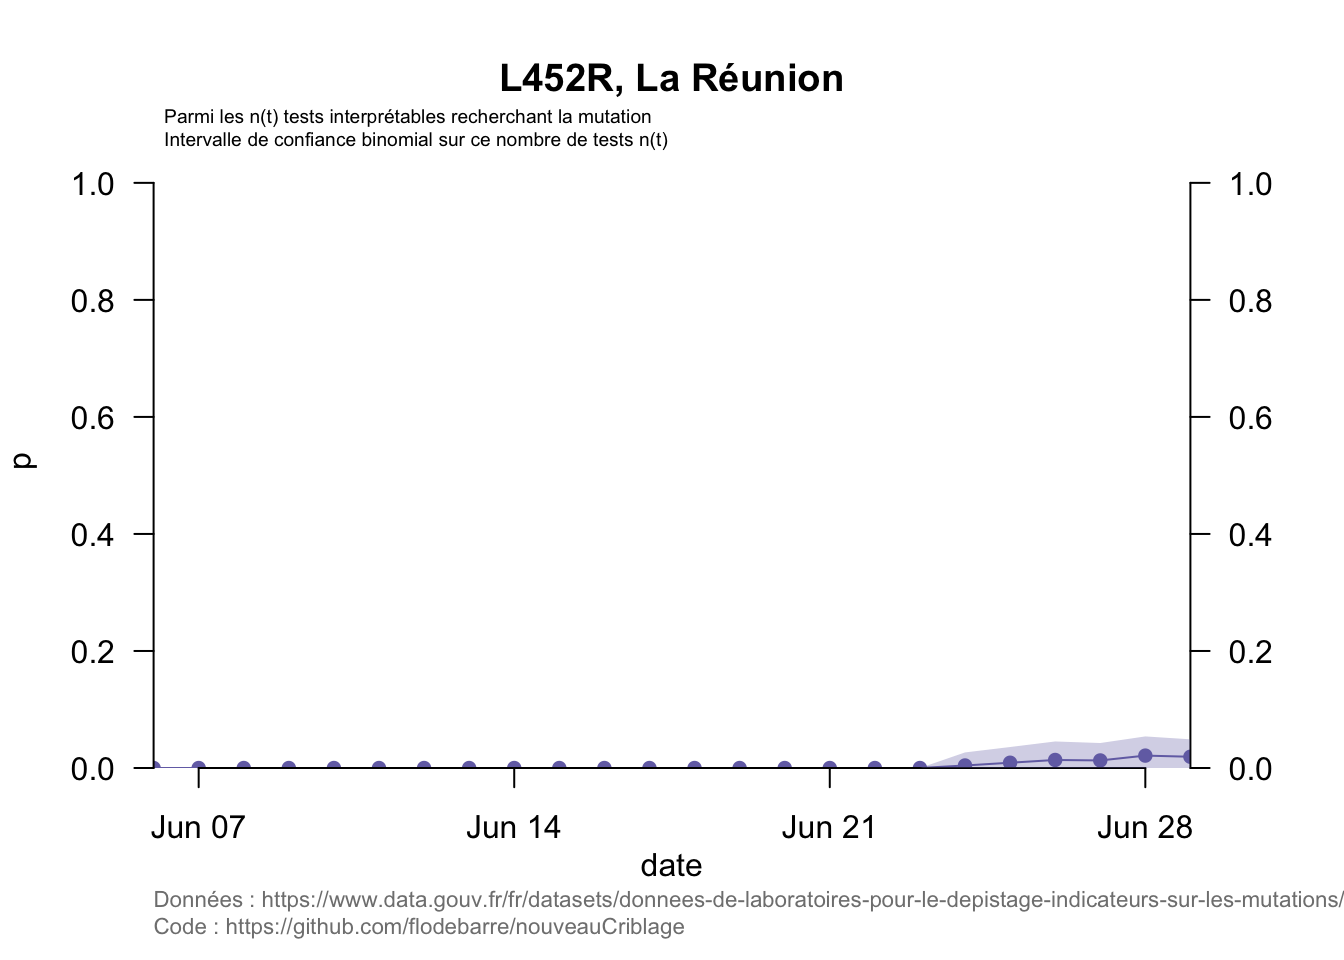 L452R, La Réunion
Parmi les n(t) tests interprétables recherchant la mutation
Intervalle de confiance binomial sur ce nombre de tests n(t)
1.0
0.8
0.6
0.4
0.2
0.0
p
1.0
0.8
0.6
0.4
0.2
0.0
Jun 07 Jun 14 Jun 21 Jun 28
date
Données : https://www.data.gouv.fr/fr/datasets/donnees-de-laboratoires-pour-le-depistage-indicateurs-sur-les-mutations/
Code : https://github.com/flodebarre/nouveauCriblage